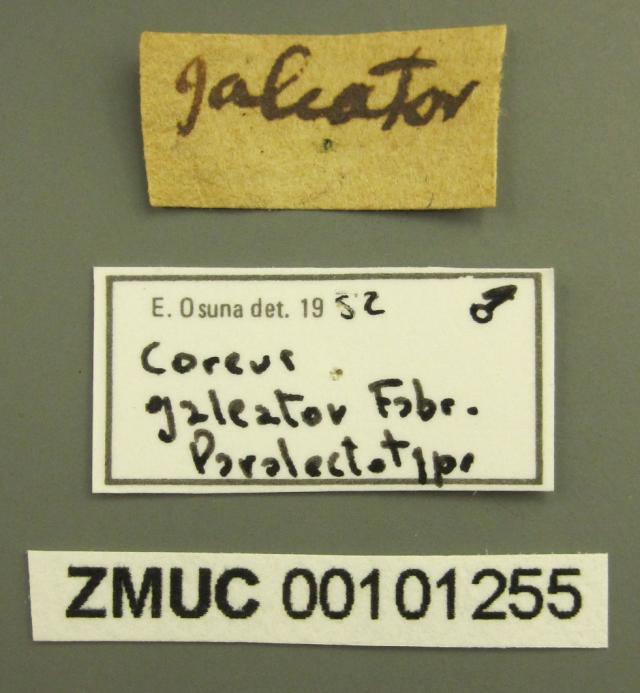 galeator
E. Osuna det. 19 82 ♂
Coreus
galeator Fabr.
Paralectotype
ZMUC 00101255